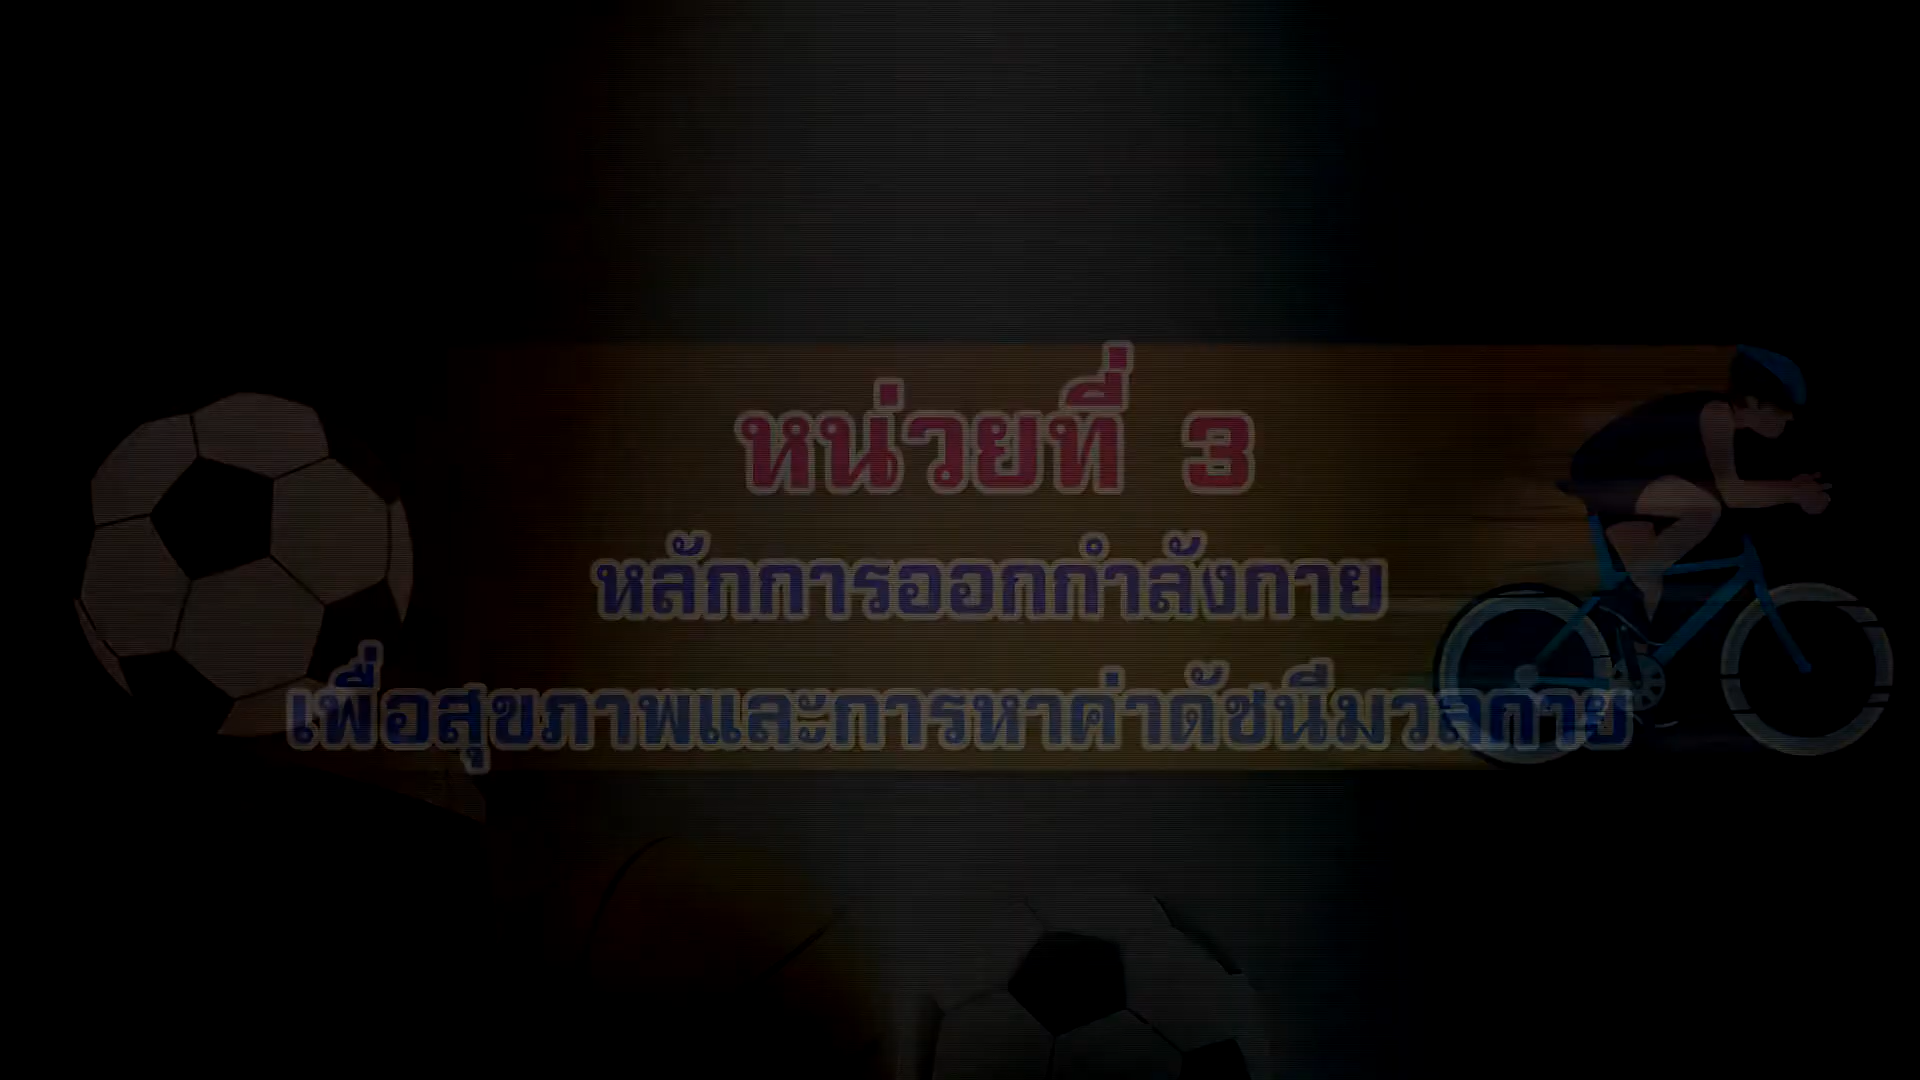 หน่วยที่ 3
หลักการออกกำลังกาย
เพื่อสุขภาพและการหาค่าดัชนีมวลกาย